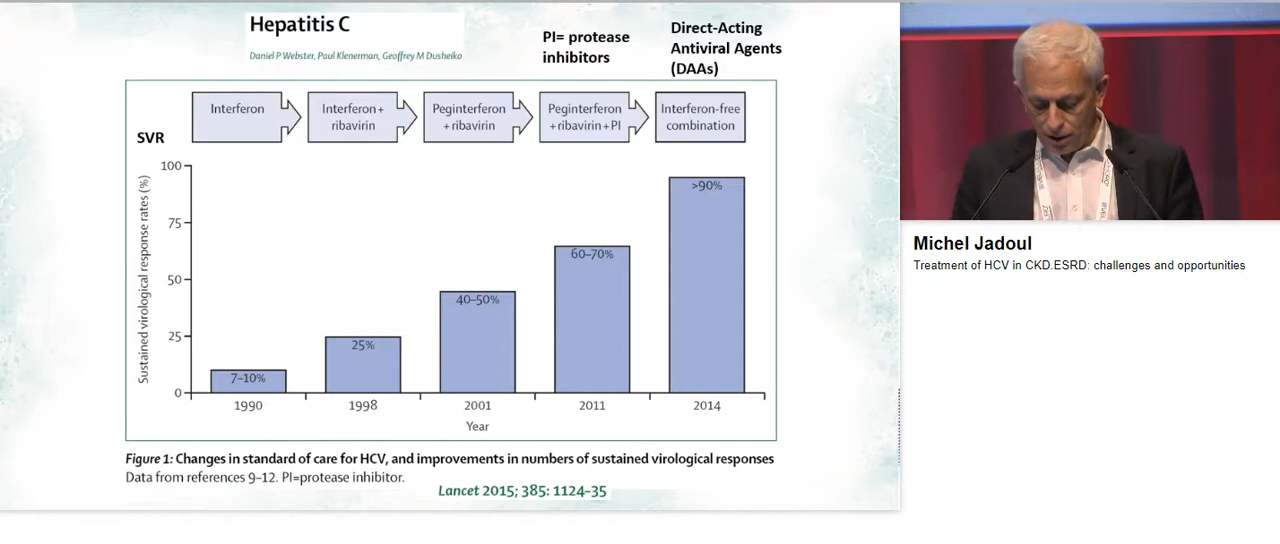 Hepatitis C
Daniel P Webster, Paul Klenerman, Geoffrey M Dusheiko
PI= protease
inhibitors
Direct-Acting
Antiviral Agents
(DAAs)
Interferon
Interferon+
ribavirin
Peginterferon
+ribavirin
Peginterferon
+ribavirin+PI
Interferon-free
combination
SVR
Sustained virological response rates (%)
100
75
50
25
0
7–10%
25%
40–50%
60–70%
>90%
1990
1998
2001
2011
2014
Year
Figure 1: Changes in standard of care for HCV, and improvements in numbers of sustained virological responses
Data from references 9–12. PI=protease inhibitor.
Lancet 2015; 385: 1124–35
Michel Jadoul
Treatment of HCV in CKD.ESRD: challenges and opportunities